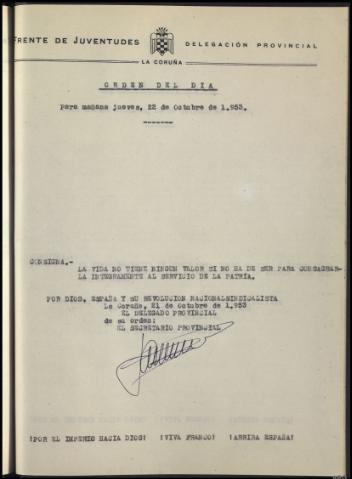 FRENTE DE JUVENTUDES DELEGACIÓN PROVINCIAL
LA CORUÑA
ORDEN DEL DIA
para mañana jueves, 22 de Octubre de 1.953.
CONSIGNA.-
LA VIDA NO TIENE NINGUN VALOR SI NO HA DE SER PARA CONSAGRAR-
LA INTEGRAMENTE AL SERVICIO DE LA PATRIA.
POR DIOS, ESPAÑA Y SU REVOLUCION NACIONALSINDICALISTA
La Coruña, 21 de Octubre de 1.953
EL DELEGADO PROVINCIAL
de su orden:
EL SECRETARIO PROVINCIAL
!POR EL IMPERIO HACIA DIOS! !VIVA FRANCO! !ARRIBA ESPAÑA!